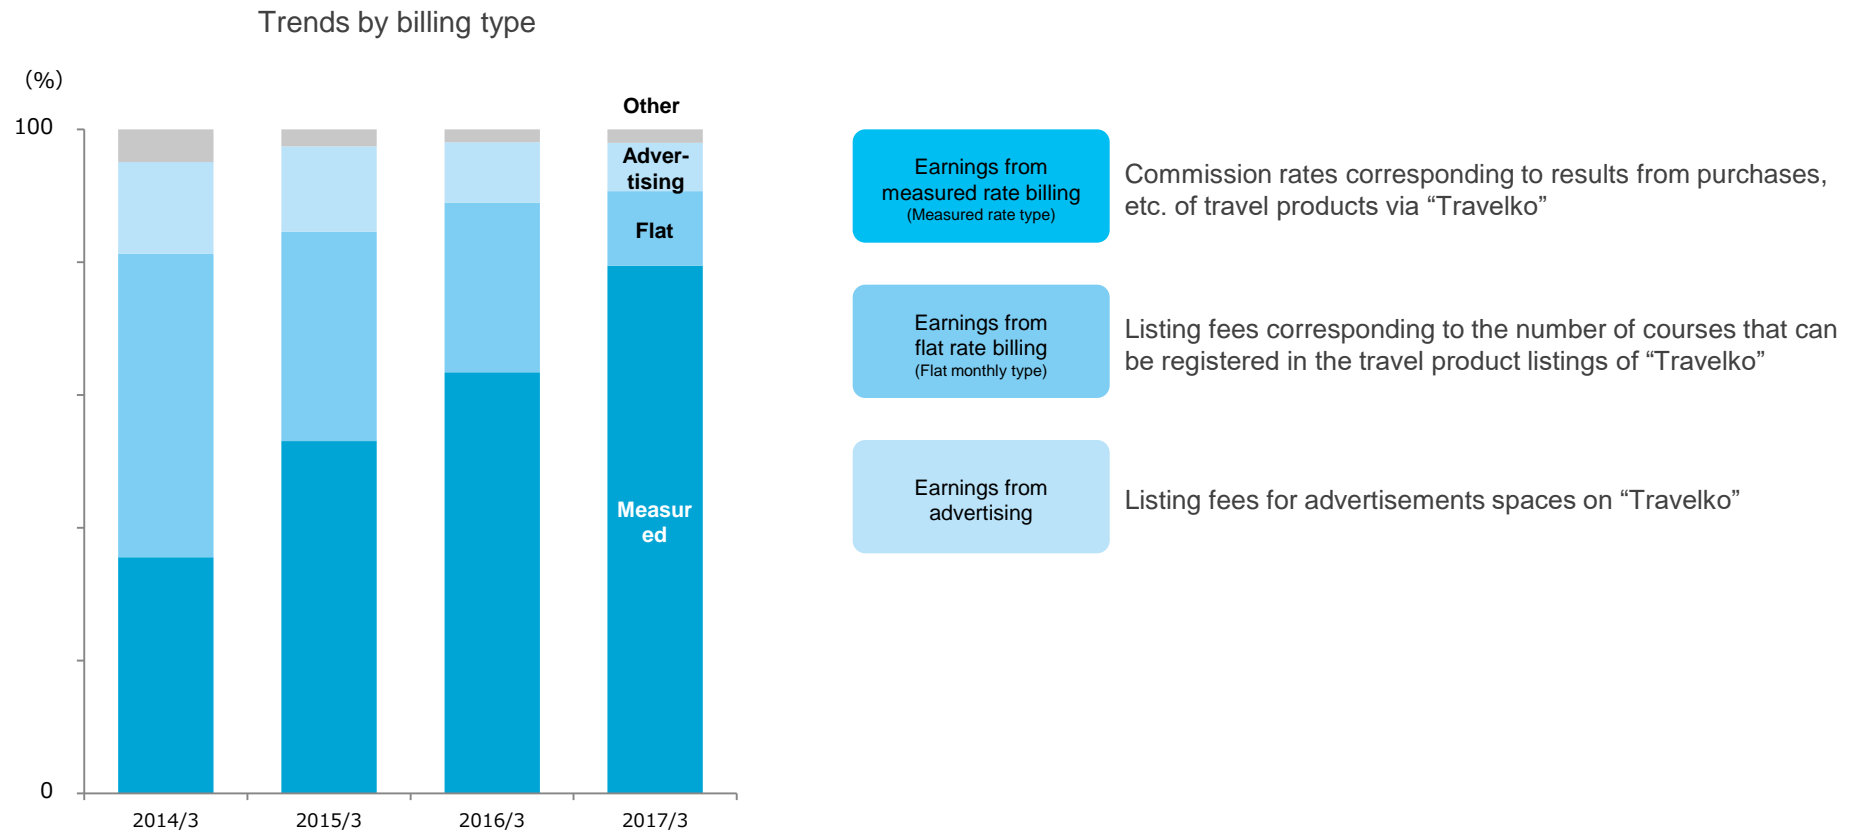 Trends by billing type
(%)
100
0
Other
Adver-
tising
Flat
Measur
ed
2014/3
2015/3
2016/3
2017/3
Earnings from
measured rate billing
(Measured rate type)
Commission rates corresponding to results from purchases,
etc. of travel products via “Travelko”
Earnings from
flat rate billing
(Flat monthly type)
Listing fees corresponding to the number of courses that can
be registered in the travel product listings of “Travelko”
Earnings from
advertising
Listing fees for advertisements spaces on “Travelko”